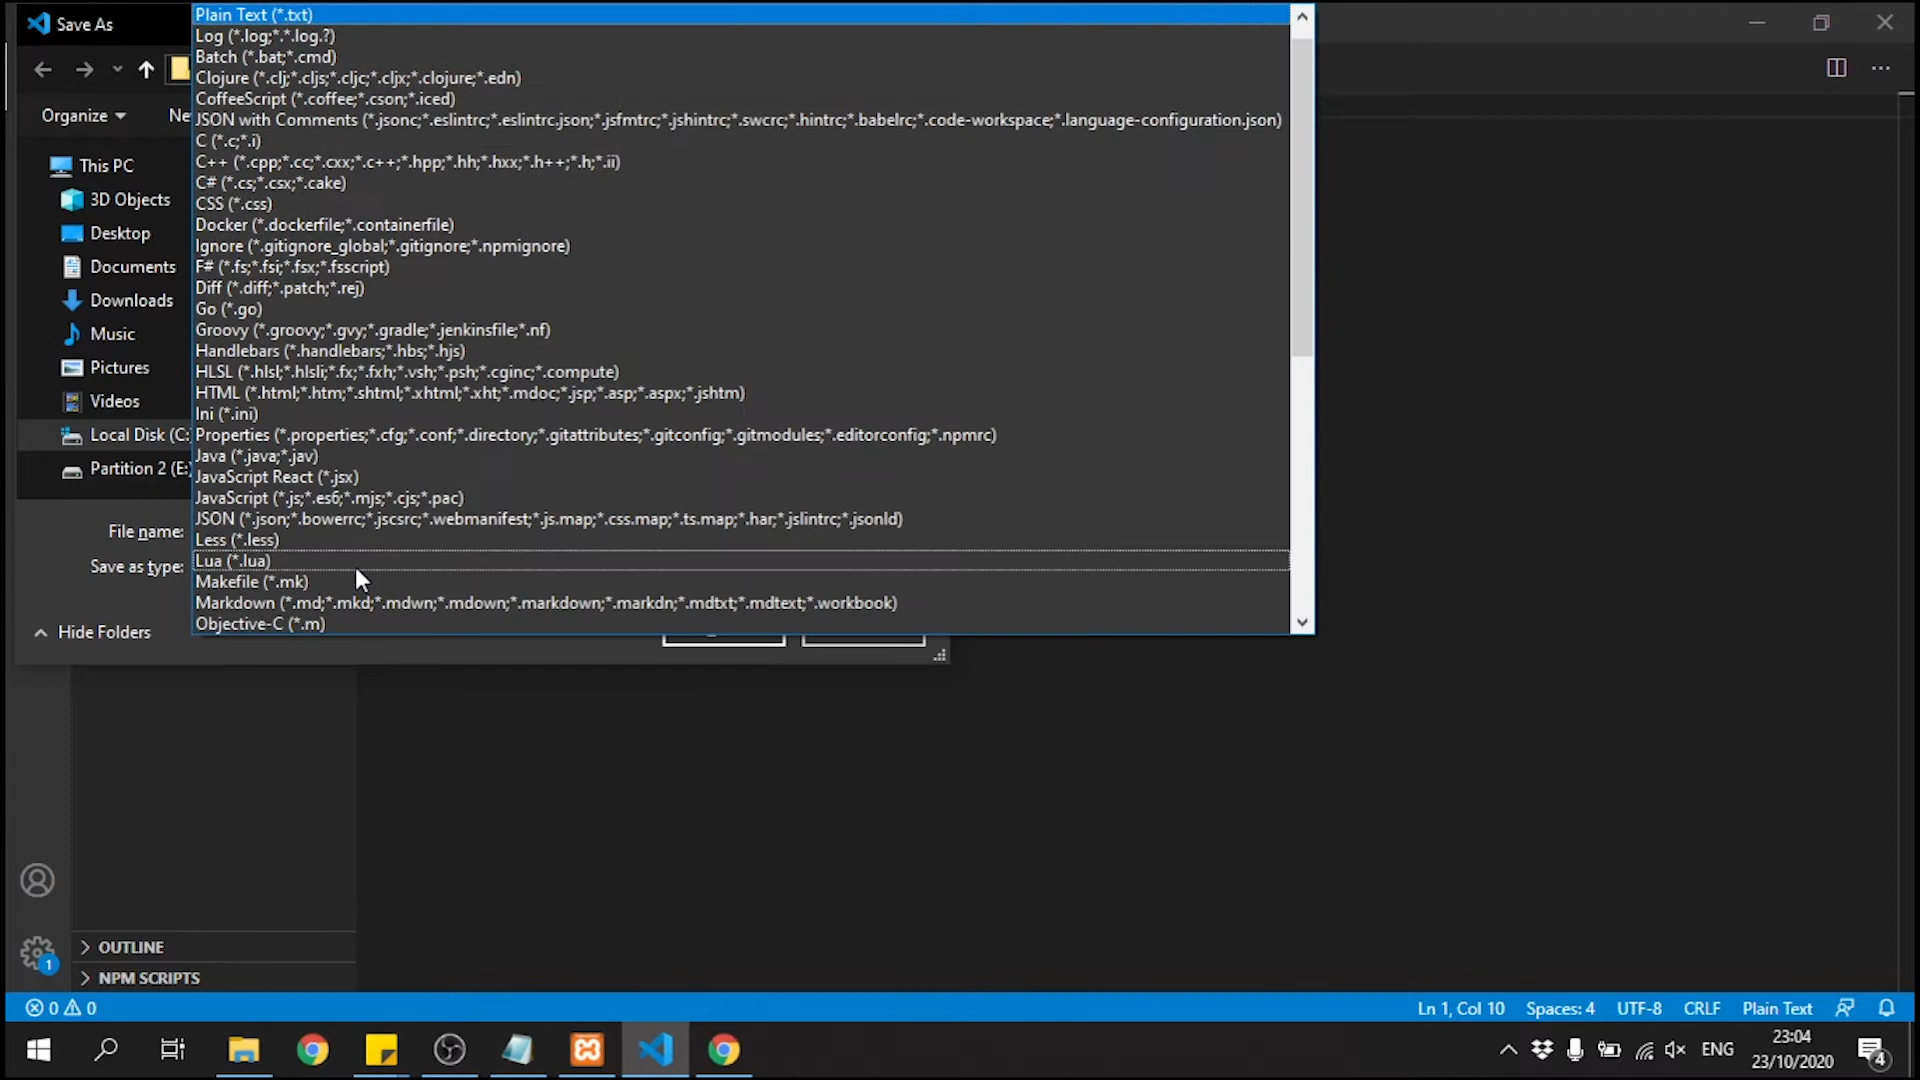 Save As
Plain Text (*.txt)
Log (*.log;*.*.log.?)
Batch (*.bat;*.cmd)
Clojure (*.clj;*.cljs;*.cljc;*.cljx;*.clojure;*.edn)
CoffeeScript (*.coffee;*.cson;*.iced)
JSON with Comments (*.jsonc;*.eslintrc;*.eslintrc.json;*.jsfmtrc;*.jshintrc;*.swcrc;*.hintrc;*.babelrc;*.code-workspace;*.language-configuration.json)
C (*.c;*.i)
C++ (*.cpp;*.cc;*.cxx;*.c++;*.hpp;*.hh;*.hxx;*.h++;*.h;*.ii)
C# (*.cs;*.csx;*.cake)
CSS (*.css)
Docker (*.dockerfile;*.containerfile)
Ignore (*.gitignore_global;*.gitignore;*.npmignore)
F# (*.fs;*.fsi;*.fsx;*.fsscript)
Diff (*.diff;*.patch;*.rej)
Go (*.go)
Groovy (*.groovy;*.gvy;*.gradle;*.jenkinsfile;*.nf)
Handlebars (*.handlebars;*.hbs;*.hjs)
HLSL (*.hlsl;*.hlsli;*.fx;*.fxh;*.vsh;*.psh;*.cginc;*.compute)
HTML (*.html;*.htm;*.shtml;*.xhtml;*.xht;*.mdoc;*.jsp;*.asp;*.aspx;*.jshtm)
Ini (*.ini)
Properties (*.properties;*.cfg;*.conf;*.directory;*.gitattributes;*.gitconfig;*.gitmodules;*.editorconfig;*.npmrc)
Java (*.java;*.jav)
JavaScript React (*.jsx)
JavaScript (*.js;*.es6;*.mjs;*.cjs;*.pac)
JSON (*.json;*.bowerrc;*.jscsrc;*.webmanifest;*.js.map;*.css.map;*.ts.map;*.har;*.jslintrc;*.jsonld)
Less (*.less)
Lua (*.lua)
Makefile (*.mk)
Markdown (*.md;*.mkd;*.mdwn;*.mdown;*.markdown;*.markdn;*.mdtxt;*.mdtext;*.workbook)
Objective-C (*.m)
Organize
This PC
3D Objects
Desktop
Documents
Downloads
Music
Pictures
Videos
Local Disk (C:
Partition 2 (E:
File name:
Save as type:
Hide Folders
OUTLINE
1
NPM SCRIPTS
0 0
Ln 1, Col 10 Spaces: 4 UTF-8 CRLF Plain Text
ENG
23:04
23/10/2020
4